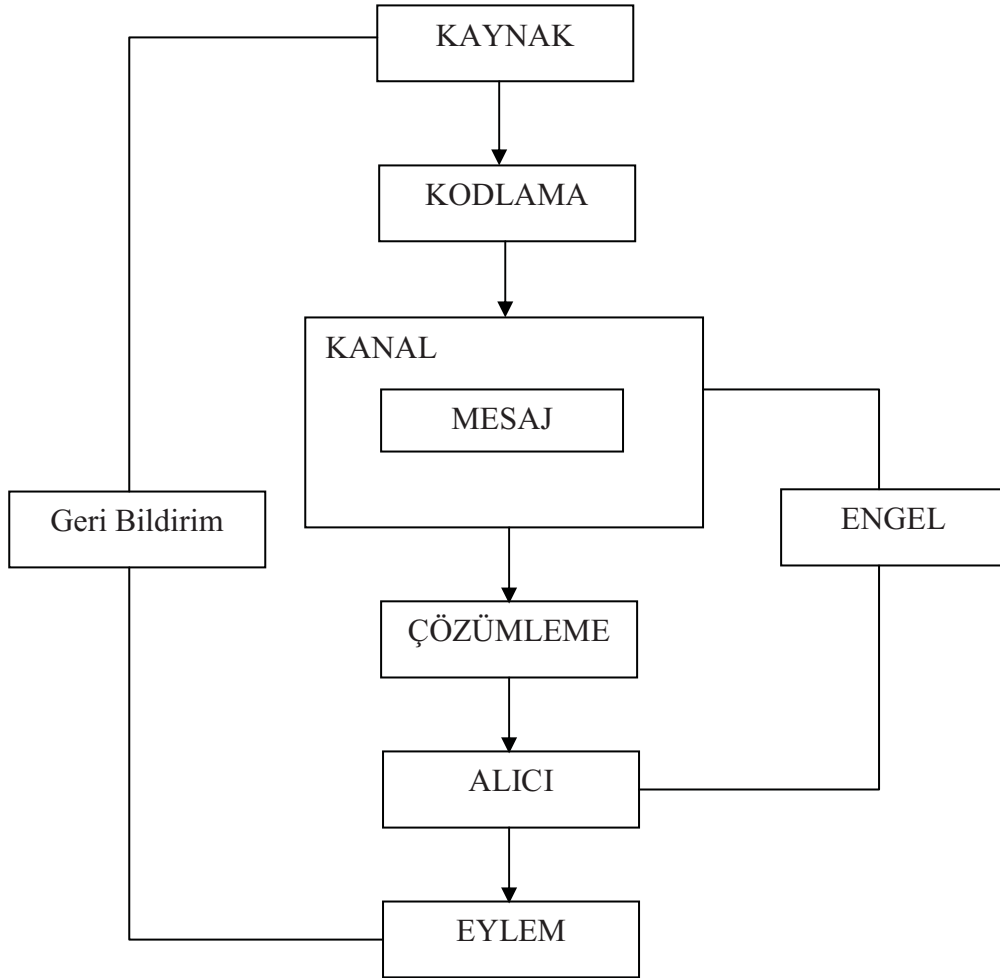 KAYNAK
KODLAMA
KANAL
MESAJ
Geri Bildirim
ENGEL
ÇÖZÜMLEME
ALICI
EYLEM